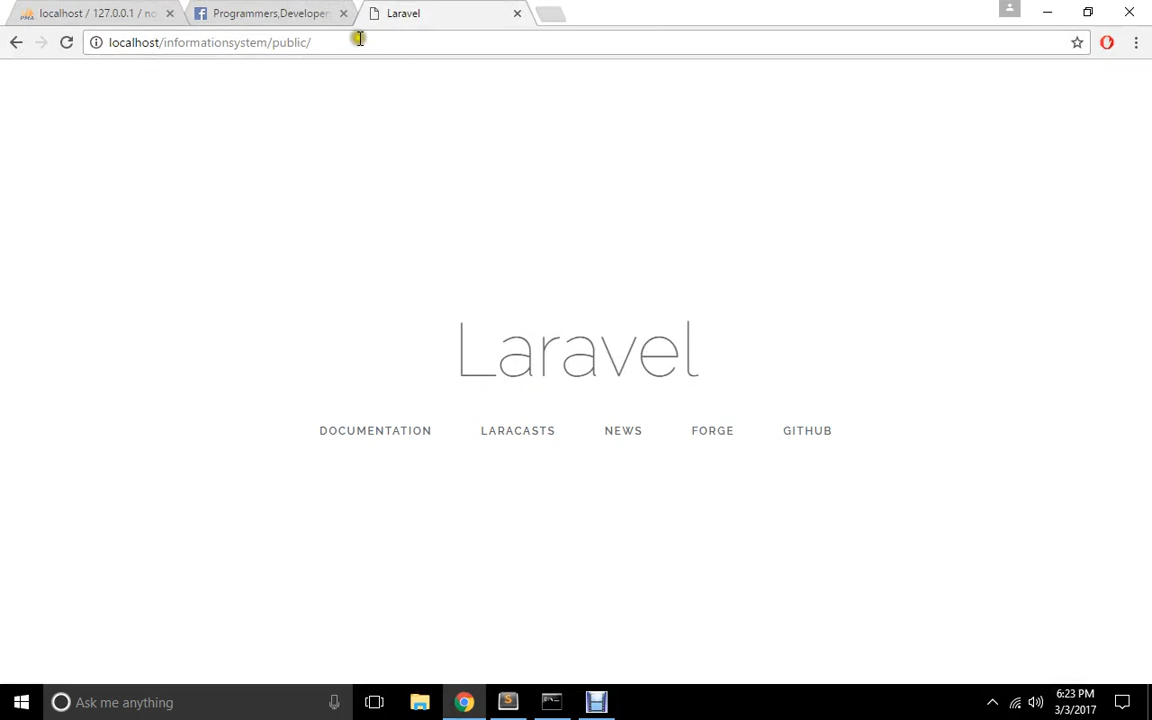 localhost / 127.0.0.1 / no
Programmers,Developer
Laravel
localhost/informationsystem/public/
Laravel
DOCUMENTATION LARACASTS NEWS FORGE GITHUB
Ask me anything
6:23 PM
3/3/2017